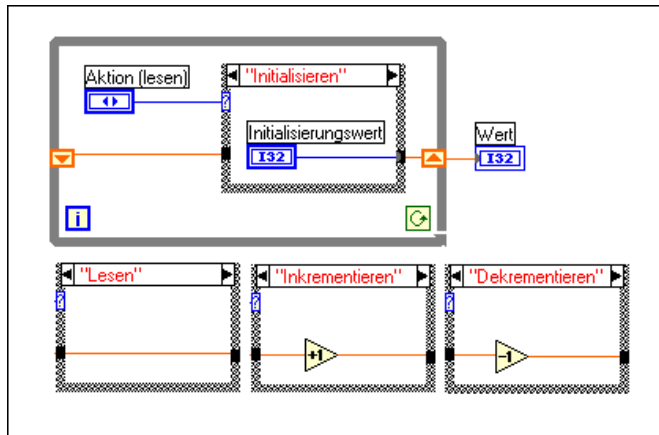 Aktion (lesen)
"Initialisieren"
?
Initialisierungswert
I32
Wert
I32
i
"Lesen"
?
"Inkrementieren"
?
+1
"Dekrementieren"
?
-1